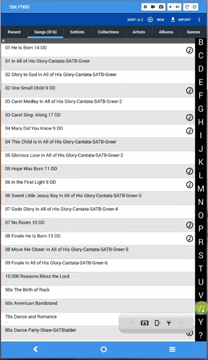 SM P900
SORT: A-Z NEW IMPORT
Recent Songs (816) Setlists Collections Artists Albums Genres
01 He Is Born 14 DD
01 In All of His Glory-Cantata-SATB-Greer
02 Glory to God in All of His Glory-Cantata-SATB-Greer
02 One Small Child 9 DD
03 Carol Medley In All of His Glory-Cantata-SATB-Greer-2
03 Carol Sing- Along 17 DD
04 Mary Did You Know 9 DD
04 This Child is In All of His Glory-Cantata-SATB-Greer
05 Glorious Love In All of His Glory-Cantata-SATB-Greer-2
05 Hope Was Born 11 DD
06 In the First Light 9 DD
06 Sweet Little Jesus Boy in All of His Glory-Cantata-SATB-Greer-3
07 Gods Glory In All of His Glory-Cantata-SATB-Greer-4
07 No Room 10 DD
08 Finale He is Born 13 DD
08 Move Me Closer In All of His Glory-Cantata-SATB-Greer-5
09 Finale In All of His Glory-Cantata-SATB-Greer-6
10,000 Reasons Bless the Lord
50s The Birth of Rock
60s American Bandstand
70s Dance and Romance
80s Dance Party-Shaw-SATBtablet
B
C
D
E
F
G
H
I
J
K
L
M
N
O
P
Q
R
S
T
U
V
Y
?